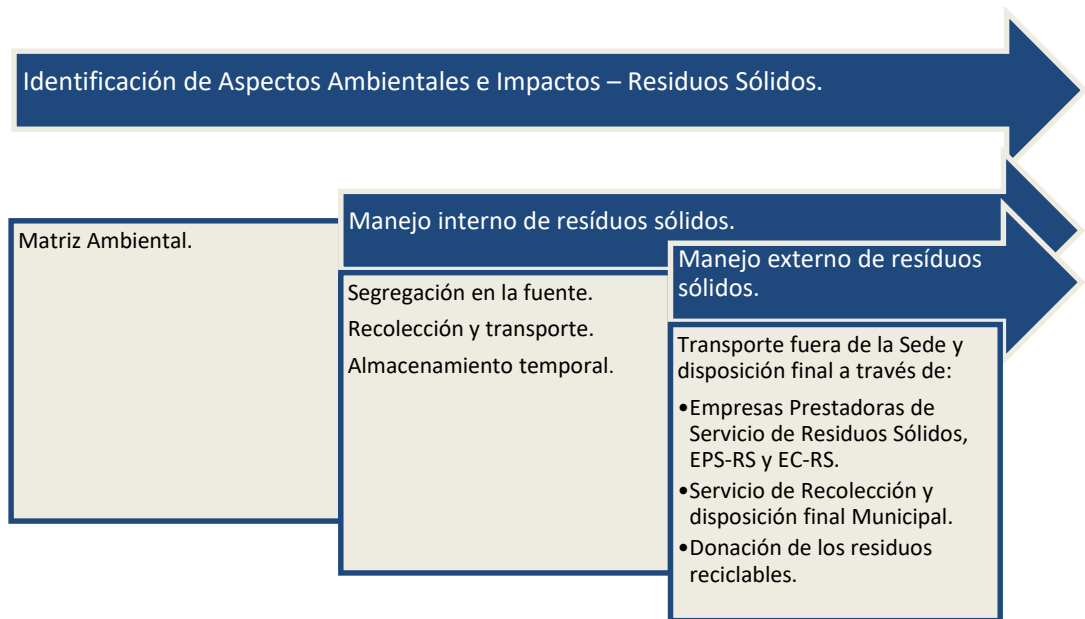 Identificación de Aspectos Ambientales e Impactos – Residuos Sólidos.
Matriz Ambiental.
Manejo interno de resíduos sólidos.
Segregación en la fuente.
Recolección y transporte.
Almacenamiento temporal.
Manejo externo de resíduos
sólidos.
Transporte fuera de la Sede y
disposición final a través de:
•Empresas Prestadoras de
Servicio de Residuos Sólidos,
EPS-RS y EC-RS.
•Servicio de Recolección y
disposición final Municipal.
•Donación de los residuos
reciclables.